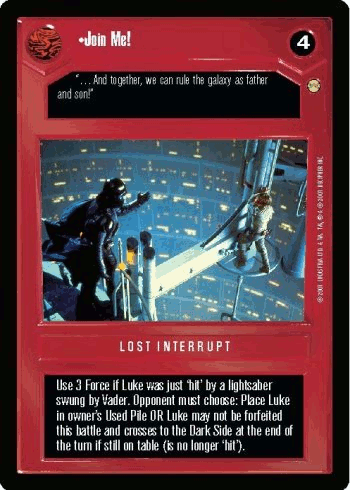 •Join Me!
4
“. . . And together, we can rule the galaxy as father
and son!”
LOST INTERRUPT
Use 3 Force if Luke was just ‘hit’ by a lightsaber
swung by Vader. Opponent must choose: Place Luke
in owner’s Used Pile OR Luke may not be forfeited
this battle and crosses to the Dark Side at the end of
the turn if still on table (is no longer ‘hit’).